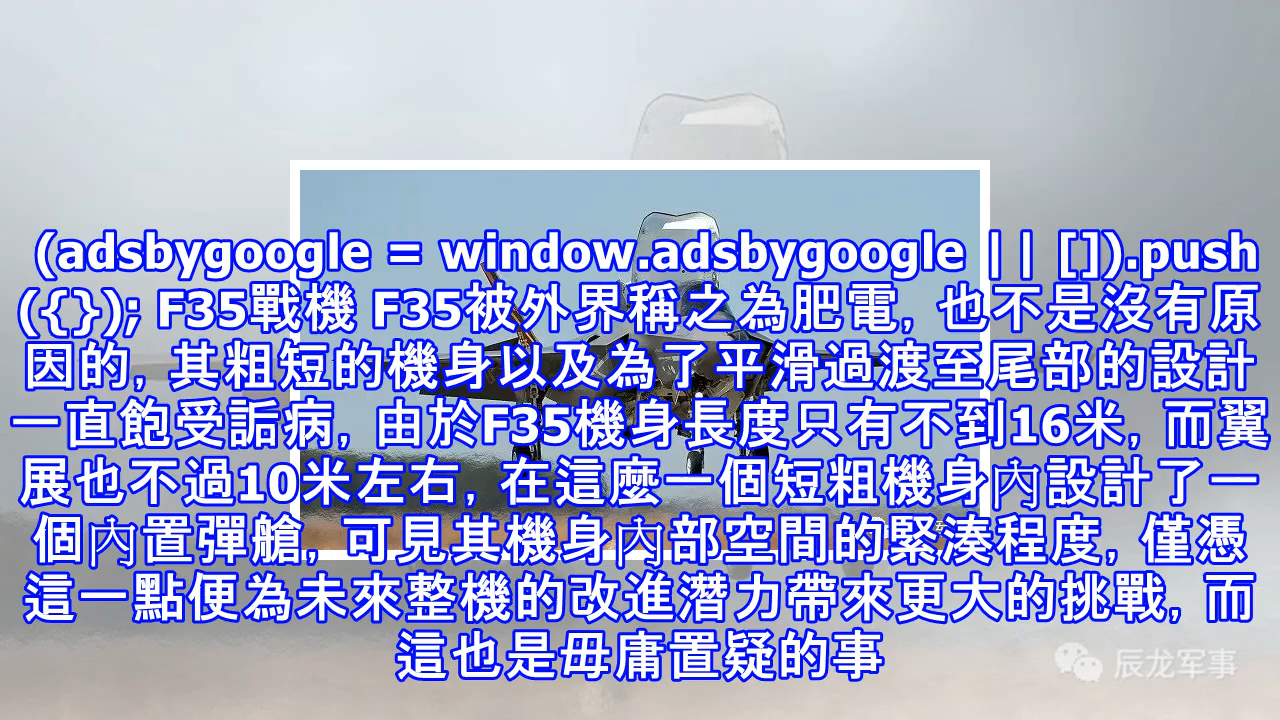 (adsbygoogle = window.adsbygoogle || []).push
({}); F35戰機 F35被外界稱之為肥電, 也不是沒有原
因的, 其粗短的機身以及為了平滑過渡至尾部的設計
一直飽受詬病, 由於F35機身長度只有不到16米, 而翼
展也不過10米左右, 在這麼一個短粗機身內設計了一
個內置彈艙, 可見其機身內部空間的緊湊程度, 僅憑
這一點便為未來整機的改進潛力帶來更大的挑戰, 而
這也是毋庸置疑的事
辰龙军事